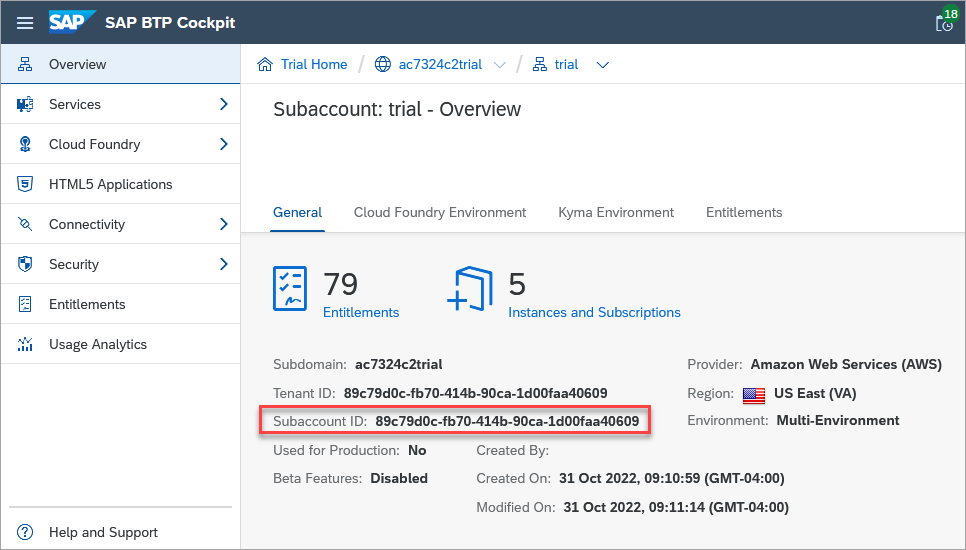 SAP SAP BTP Cockpit 18
Overview
Services
Cloud Foundry
HTML5 Applications
Connectivity
Security
Entitlements
Usage Analytics
Help and Support
Trial Home / ac7324c2trial / trial
Subaccount: trial - Overview
General Cloud Foundry Environment Kyma Environment Entitlements
79
Entitlements
5
Instances and Subscriptions
Subdomain: ac7324c2trial
Tenant ID: 89c79d0c-fb70-414b-90ca-1d00faa40609
Subaccount ID: 89c79d0c-fb70-414b-90ca-1d00faa40609
Used for Production: No
Beta Features: Disabled
Created By:
Created On: 31 Oct 2022, 09:10:59 (GMT-04:00)
Modified On: 31 Oct 2022, 09:11:14 (GMT-04:00)
Provider: Amazon Web Services (AWS)
Region: US East (VA)
Environment: Multi-Environment